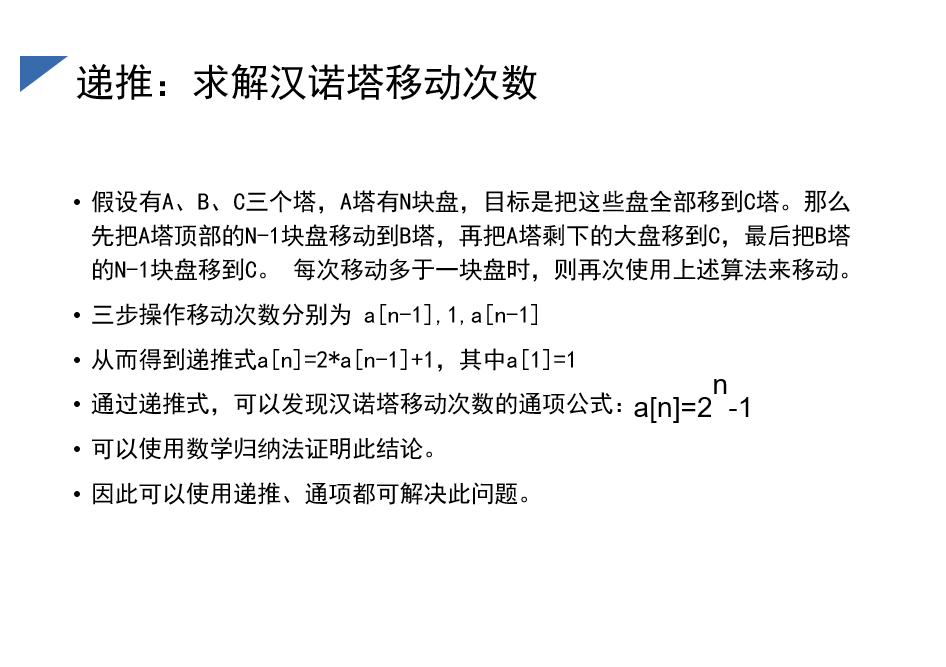 递推：求解汉诺塔移动次数
• 假设有A、B、C三个塔，A塔有N块盘，目标是把这些盘全部移到C塔。那么
先把A塔顶部的N-1块盘移动到B塔，再把A塔剩下的大盘移到C，最后把B塔
的N-1块盘移到C。 每次移动多于一块盘时，则再次使用上述算法来移动。
• 三步操作移动次数分别为 a[n-1],1,a[n-1]
• 从而得到递推式a[n]=2*a[n-1]+1，其中a[1]=1
• 通过递推式，可以发现汉诺塔移动次数的通项公式：a[n]=2ⁿ-1
• 可以使用数学归纳法证明此结论。
• 因此可以使用递推、通项都可解决此问题。